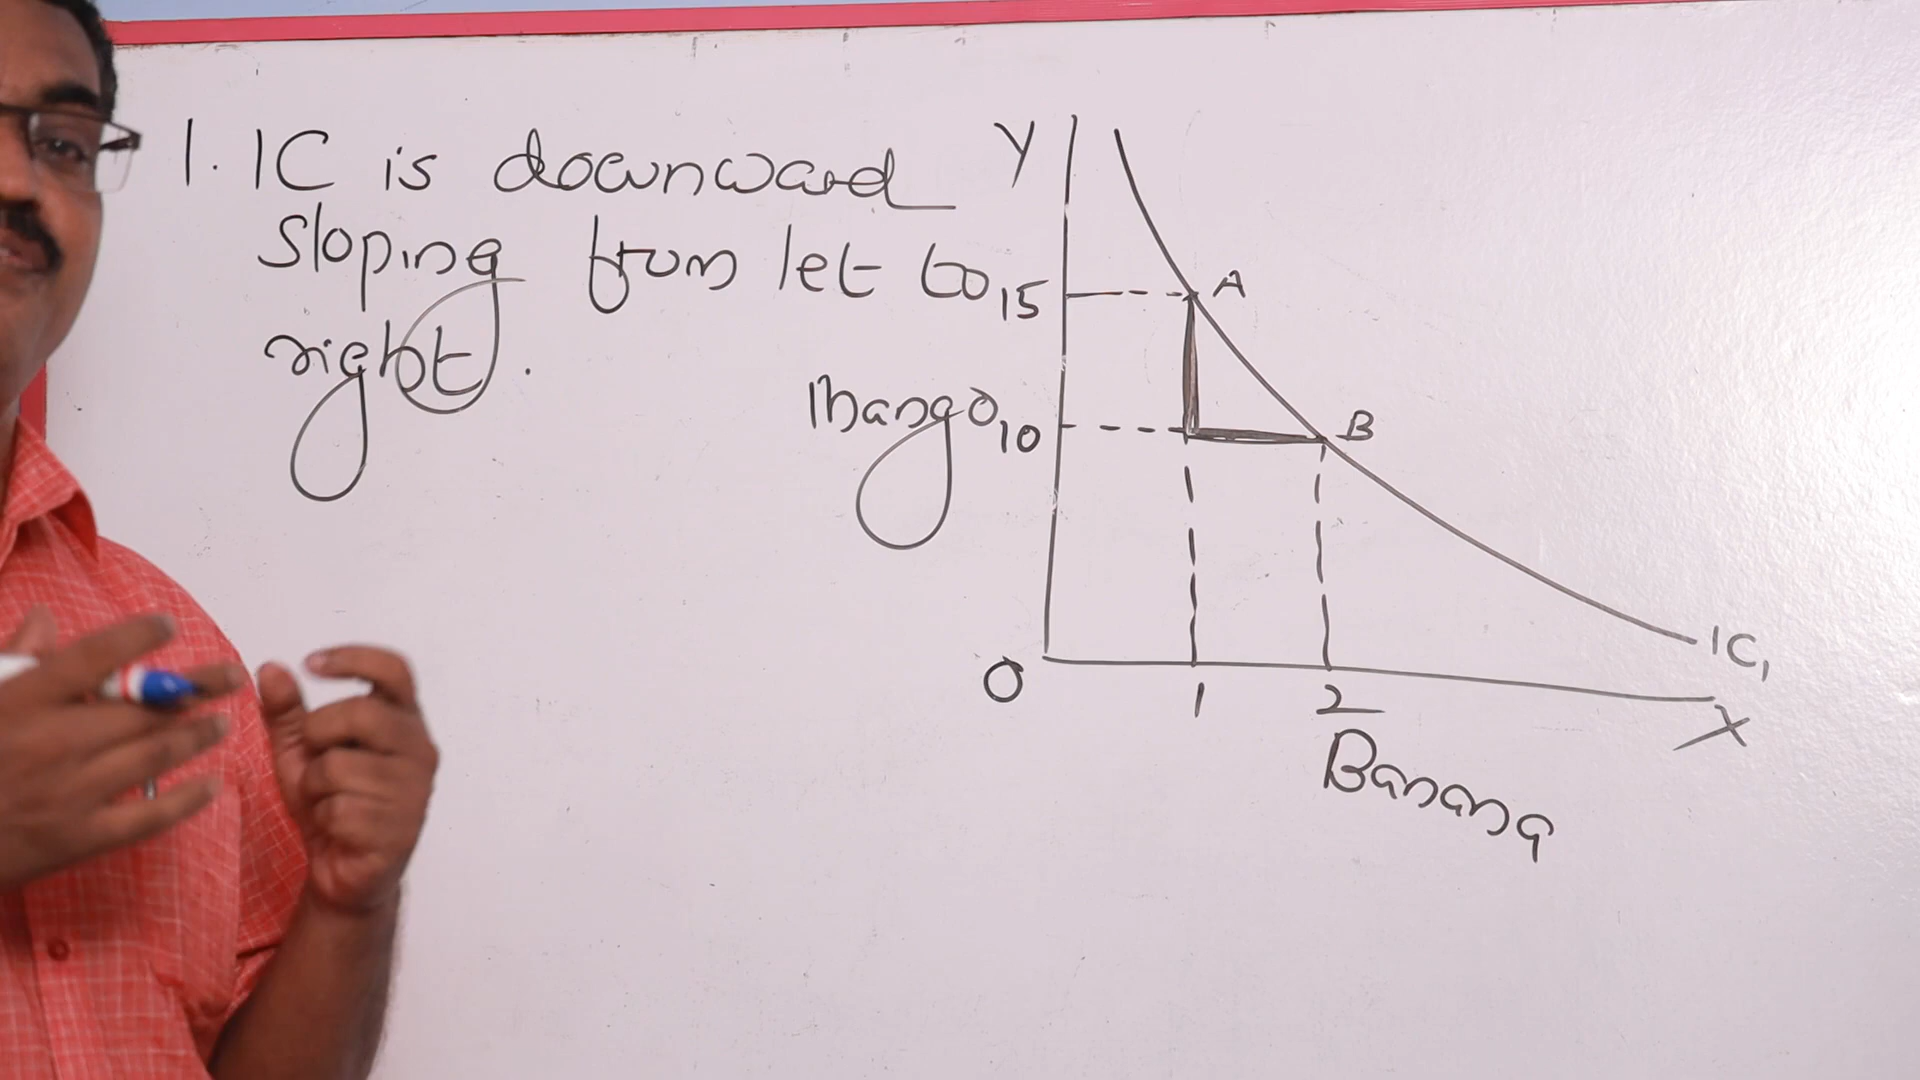 1. IC is downward
sloping from let to
right.
Y
15
A
Mango
10
B
IC₁
O
1
2
X
Banana